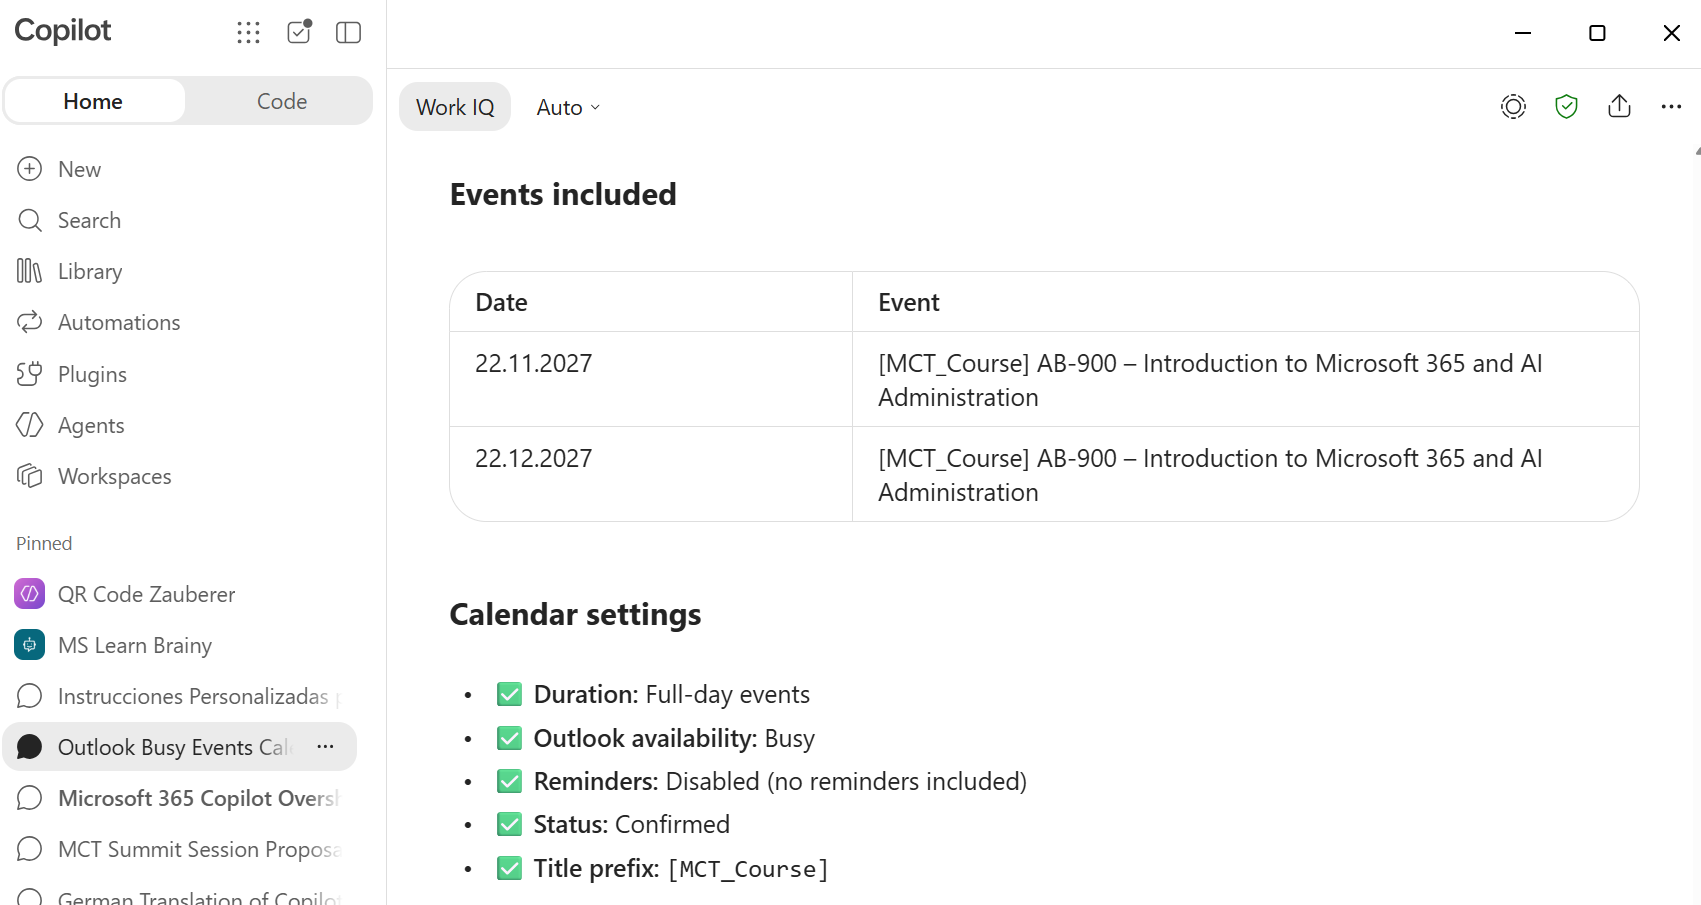 Copilot
Home
Code
New
Search
Library
Automations
Plugins
Agents
Workspaces
Pinned
QR Code Zauberer
MS Learn Brainy
Instrucciones Personalizadas
Outlook Busy Events Cal
Microsoft 365 Copilot Overs
MCT Summit Session Proposa
German Translation of Copilot
Work IQ
Auto
Events included
Date
Event
22.11.2027
[MCT_Course] AB-900 – Introduction to Microsoft 365 and AI
Administration
22.12.2027
[MCT_Course] AB-900 – Introduction to Microsoft 365 and AI
Administration
Calendar settings
• ✅ Duration: Full-day events
• ✅ Outlook availability: Busy
• ✅ Reminders: Disabled (no reminders included)
• ✅ Status: Confirmed
• ✅ Title prefix: [MCT_Course]